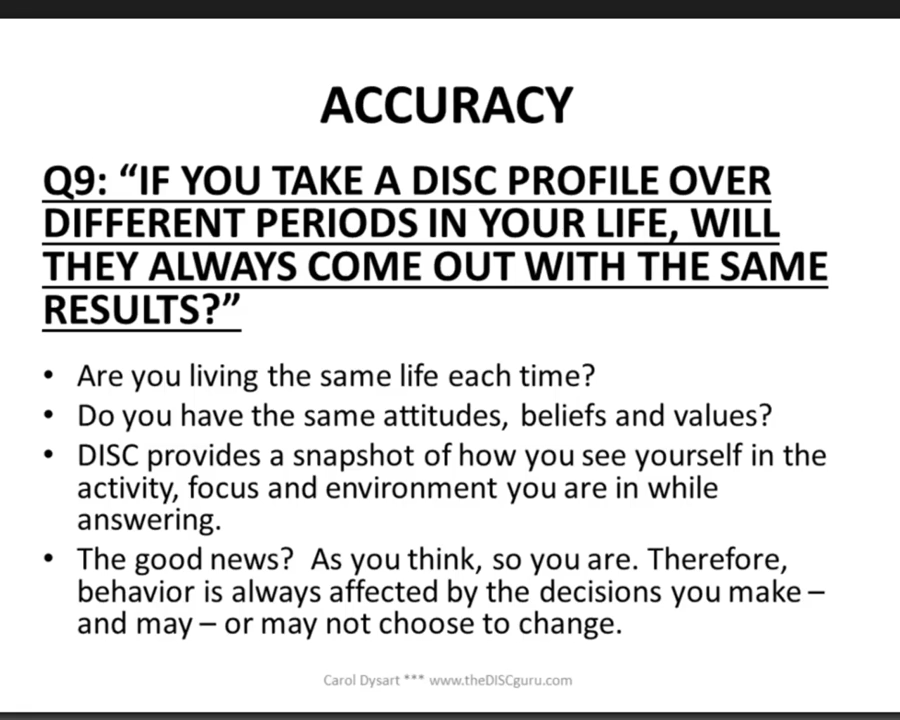 ACCURACY
Q9: “IF YOU TAKE A DISC PROFILE OVER
DIFFERENT PERIODS IN YOUR LIFE, WILL
THEY ALWAYS COME OUT WITH THE SAME
RESULTS?”
• Are you living the same life each time?
• Do you have the same attitudes, beliefs and values?
• DISC provides a snapshot of how you see yourself in the
activity, focus and environment you are in while
answering.
• The good news?  As you think, so you are. Therefore,
behavior is always affected by the decisions you make –
and may – or may not choose to change.
Carol Dysart *** www.theDISCguru.com